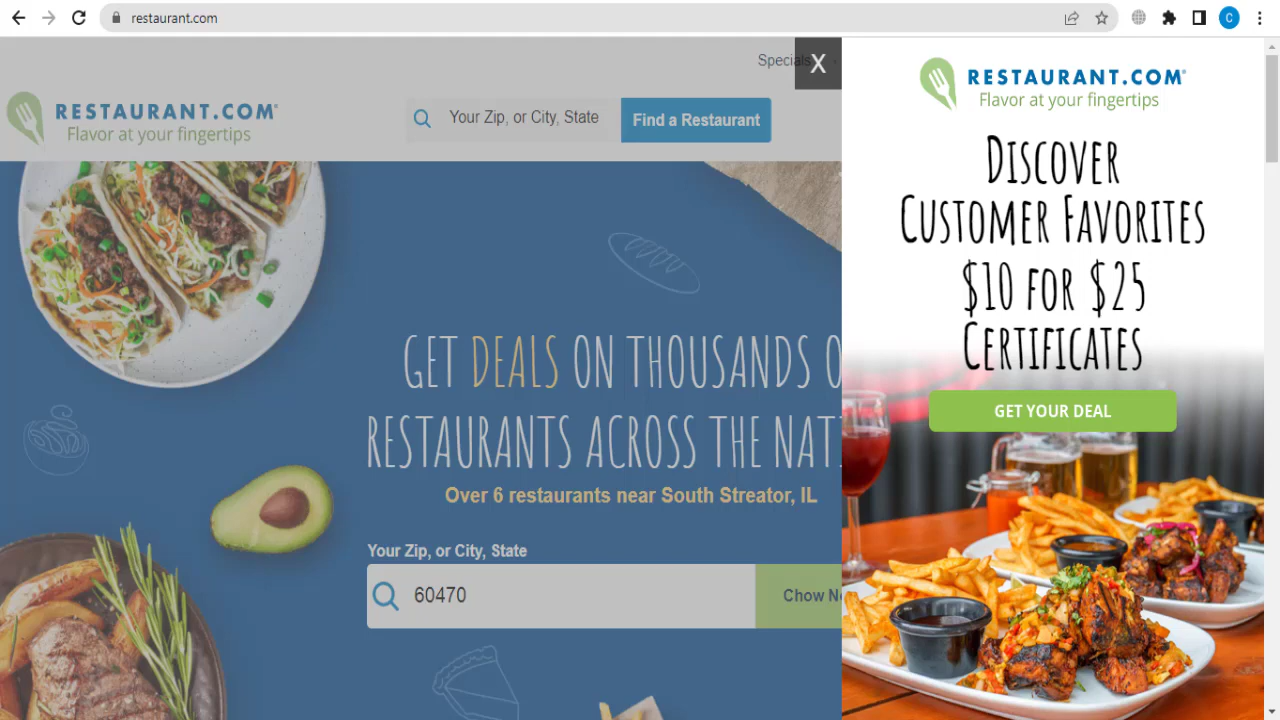 restaurant.com
C
Specials
X
RESTAURANT.COM®
Flavor at your fingertips
Your Zip, or City, State
Find a Restaurant
GET DEALS ON THOUSANDS O
RESTAURANTS ACROSS THE NATI
Over 6 restaurants near South Streator, IL
Your Zip, or City, State
60470
Chow No
RESTAURANT.COM®
Flavor at your fingertips
DISCOVER
CUSTOMER FAVORITES
$10 FOR $25
CERTIFICATES
GET YOUR DEAL